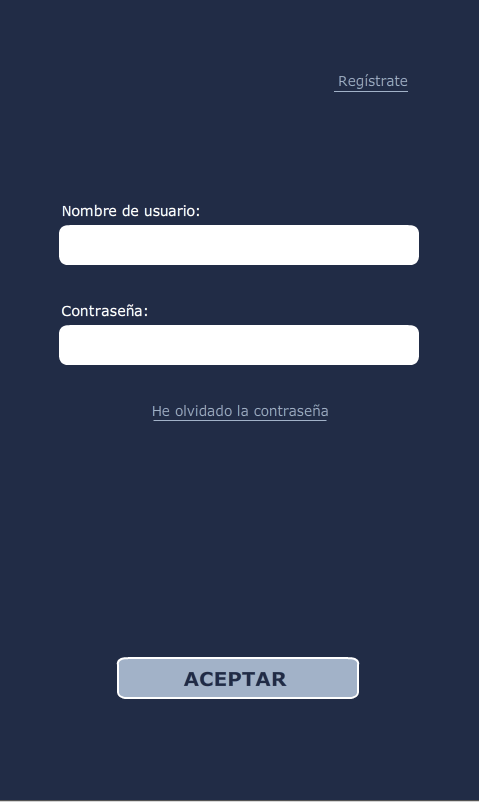 Regístrate
Nombre de usuario:
Contraseña:
He olvidado la contraseña
ACEPTAR